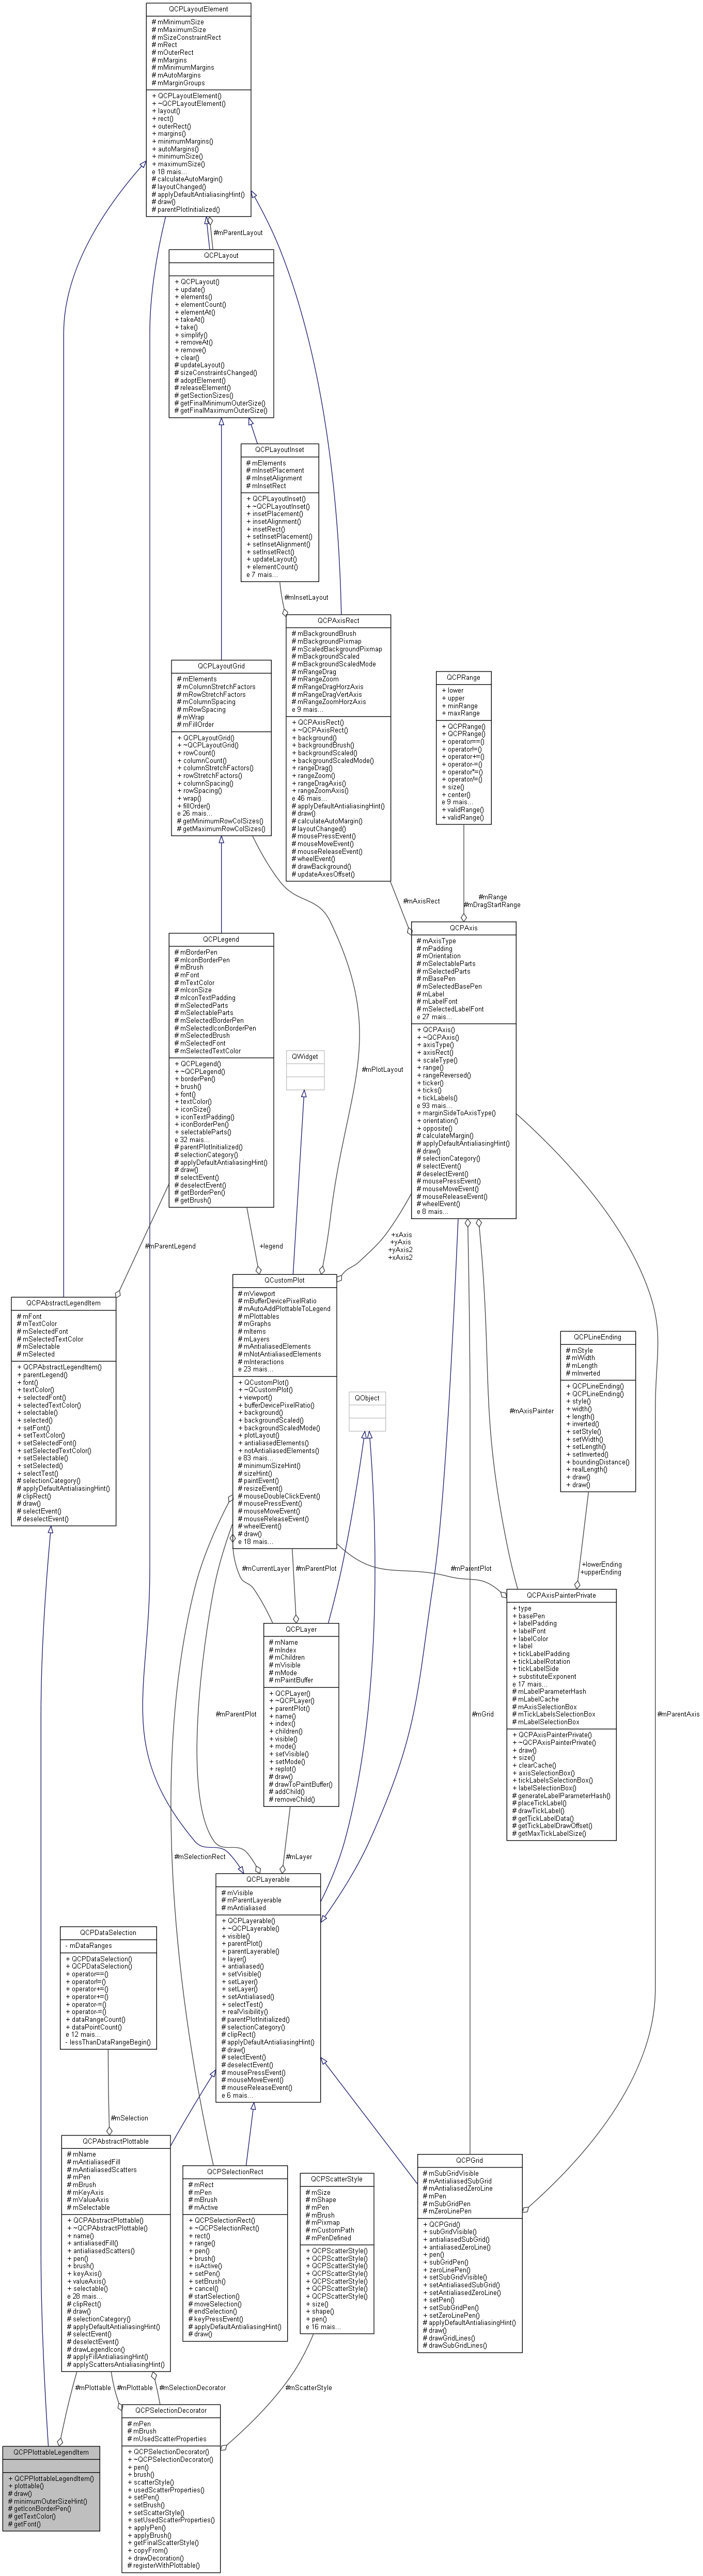 QCPLayoutElement
# mMinimumSize
# mMaximumSize
# mSizeConstraintRect
# mRect
# mOuterRect
# mMargins
# mMinimumMargins
# mAutoMargins
# mMarginGroups
+ QCPLayoutElement()
+ ~QCPLayoutElement()
+ layout()
+ rect()
+ outerRect()
+ margins()
+ minimumMargins()
+ autoMargins()
+ minimumSize()
+ maximumSize()
e 18 mais...
# calculateAutoMargin()
# layoutChanged()
# applyDefaultAntialiasingHint()
# draw()
# parentPlotInitialized()
#mParentLayout
QCPLayout
+ QCPLayout()
+ update()
+ elements()
+ elementCount()
+ elementAt()
+ takeAt()
+ take()
+ simplify()
+ removeAt()
+ remove()
+ clear()
# updateLayout()
# sizeConstraintsChanged()
# adoptElement()
# releaseElement()
# getSectionSizes()
# getFinalMinimumOuterSize()
# getFinalMaximumOuterSize()
QCPLayoutInset
# mElements
# mInsetPlacement
# mInsetAlignment
# mInsetRect
+ QCPLayoutInset()
+ ~QCPLayoutInset()
+ insetPlacement()
+ insetAlignment()
+ insetRect()
+ setInsetPlacement()
+ setInsetAlignment()
+ setInsetRect()
+ updateLayout()
+ elementCount()
e 7 mais...
#mInsetLayout
QCPAxisRect
# mBackgroundBrush
# mBackgroundPixmap
# mScaledBackgroundPixmap
# mBackgroundScaled
# mBackgroundScaledMode
# mRangeDrag
# mRangeZoom
# mRangeDragHorzAxis
# mRangeDragVertAxis
# mRangeZoomHorzAxis
e 9 mais...
+ QCPAxisRect()
+ ~QCPAxisRect()
+ background()
+ backgroundBrush()
+ backgroundScaled()
+ backgroundScaledMode()
+ rangeDrag()
+ rangeZoom()
+ rangeDragAxis()
+ rangeZoomAxis()
e 46 mais...
# applyDefaultAntialiasingHint()
# draw()
# calculateAutoMargin()
# layoutChanged()
# mousePressEvent()
# mouseMoveEvent()
# mouseReleaseEvent()
# wheelEvent()
# drawBackground()
# updateAxesOffset()
QCPLayoutGrid
# mElements
# mColumnStretchFactors
# mRowStretchFactors
# mColumnSpacing
# mRowSpacing
# mWrap
# mFillOrder
+ QCPLayoutGrid()
+ ~QCPLayoutGrid()
+ rowCount()
+ columnCount()
+ columnStretchFactors()
+ rowStretchFactors()
+ columnSpacing()
+ rowSpacing()
+ wrap()
+ fillOrder()
e 26 mais...
# getMinimumRowColSizes()
# getMaximumRowColSizes()
QCPRange
+ lower
+ upper
+ minRange
+ maxRange
+ QCPRange()
+ QCPRange()
+ operator==()
+ operator!=()
+ operator+=()
+ operator-=()
+ operator*=()
+ operator/=()
+ size()
+ center()
e 9 mais...
+ validRange()
+ validRange()
#mAxisRect
#mRange
#mDragStartRange
QCPAxis
# mAxisType
# mPadding
# mOrientation
# mSelectableParts
# mSelectedParts
# mBasePen
# mSelectedBasePen
# mLabel
# mLabelFont
# mSelectedLabelFont
e 27 mais...
+ QCPAxis()
+ ~QCPAxis()
+ axisType()
+ axisRect()
+ scaleType()
+ range()
+ rangeReversed()
+ ticker()
+ ticks()
+ tickLabels()
e 93 mais...
+ marginSideToAxisType()
+ orientation()
+ opposite()
# calculateMargin()
# applyDefaultAntialiasingHint()
# draw()
# selectionCategory()
# selectEvent()
# deselectEvent()
# mousePressEvent()
# mouseMoveEvent()
# mouseReleaseEvent()
# wheelEvent()
e 8 mais...
QCPLegend
# mBorderPen
# mIconBorderPen
# mBrush
# mFont
# mTextColor
# mIconSize
# mIconTextPadding
# mSelectedParts
# mSelectableParts
# mSelectedBorderPen
# mSelectedIconBorderPen
# mSelectedBrush
# mSelectedFont
# mSelectedTextColor
+ QCPLegend()
+ ~QCPLegend()
+ borderPen()
+ brush()
+ font()
+ textColor()
+ iconSize()
+ iconTextPadding()
+ iconBorderPen()
+ selectableParts()
e 32 mais...
# parentPlotInitialized()
# selectionCategory()
# applyDefaultAntialiasingHint()
# draw()
# selectEvent()
# deselectEvent()
# getBorderPen()
# getBrush()
QWidget
#mPlotLayout
#mParentLegend
+legend
+xAxis
+yAxis
+yAxis2
+xAxis2
QCPAbstractLegendItem
# mFont
# mTextColor
# mSelectedFont
# mSelectedTextColor
# mSelectable
# mSelected
+ QCPAbstractLegendItem()
+ parentLegend()
+ font()
+ textColor()
+ selectedFont()
+ selectedTextColor()
+ selectable()
+ selected()
+ setFont()
+ setTextColor()
+ setSelectedFont()
+ setSelectedTextColor()
+ setSelectable()
+ setSelected()
+ selectTest()
# selectionCategory()
# applyDefaultAntialiasingHint()
# clipRect()
# draw()
# selectEvent()
# deselectEvent()
QCustomPlot
# mViewport
# mBufferDevicePixelRatio
# mAutoAddPlottableToLegend
# mPlottables
# mGraphs
# mItems
# mLayers
# mAntialiasedElements
# mNotAntialiasedElements
# mInteractions
e 23 mais...
+ QCustomPlot()
+ ~QCustomPlot()
+ viewport()
+ bufferDevicePixelRatio()
+ background()
+ backgroundScaled()
+ backgroundScaledMode()
+ plotLayout()
+ antialiasedElements()
+ notAntialiasedElements()
e 83 mais...
# minimumSizeHint()
# sizeHint()
# paintEvent()
# resizeEvent()
# mouseDoubleClickEvent()
# mousePressEvent()
# mouseMoveEvent()
# mouseReleaseEvent()
# wheelEvent()
# draw()
e 18 mais...
QObject
#mAxisPainter
QCPLineEnding
# mStyle
# mWidth
# mLength
# mInverted
+ QCPLineEnding()
+ QCPLineEnding()
+ style()
+ width()
+ length()
+ inverted()
+ setStyle()
+ setWidth()
+ setLength()
+ setInverted()
+ boundingDistance()
+ realLength()
+ draw()
+ draw()
#mCurrentLayer
#mParentPlot
#mParentPlot
+lowerEnding
+upperEnding
QCPAxisPainterPrivate
+ type
+ basePen
+ labelPadding
+ labelFont
+ labelColor
+ label
+ tickLabelPadding
+ tickLabelRotation
+ tickLabelSide
+ substituteExponent
e 17 mais...
# mLabelParameterHash
# mLabelCache
# mAxisSelectionBox
# mTickLabelsSelectionBox
# mLabelSelectionBox
+ QCPAxisPainterPrivate()
+ ~QCPAxisPainterPrivate()
+ draw()
+ size()
+ clearCache()
+ axisSelectionBox()
+ tickLabelsSelectionBox()
+ labelSelectionBox()
# generateLabelParameterHash()
# placeTickLabel()
# drawTickLabel()
# getTickLabelData()
# getTickLabelDrawOffset()
# getMaxTickLabelSize()
QCPLayer
# mName
# mIndex
# mChildren
# mVisible
# mMode
# mPaintBuffer
+ QCPLayer()
+ ~QCPLayer()
+ parentPlot()
+ name()
+ index()
+ children()
+ visible()
+ mode()
+ setVisible()
+ setMode()
+ replot()
# draw()
# drawToPaintBuffer()
# addChild()
# removeChild()
#mParentPlot
#mGrid
#mParentAxis
#mSelectionRect
#mLayer
QCPLayerable
# mVisible
# mParentLayerable
# mAntialiased
+ QCPLayerable()
+ ~QCPLayerable()
+ visible()
+ parentPlot()
+ parentLayerable()
+ layer()
+ antialiased()
+ setVisible()
+ setLayer()
+ setLayer()
+ setAntialiased()
+ selectTest()
+ realVisibility()
# parentPlotInitialized()
# selectionCategory()
# clipRect()
# applyDefaultAntialiasingHint()
# draw()
# selectEvent()
# deselectEvent()
# mousePressEvent()
# mouseMoveEvent()
# mouseReleaseEvent()
e 6 mais...
QCPDataSelection
- mDataRanges
+ QCPDataSelection()
+ QCPDataSelection()
+ operator==()
+ operator!=()
+ operator+=()
+ operator+=()
+ operator-=()
+ operator-=()
+ dataRangeCount()
+ dataPointCount()
e 12 mais...
- lessThanDataRangeBegin()
#mSelection
QCPAbstractPlottable
# mName
# mAntialiasedFill
# mAntialiasedScatters
# mPen
# mBrush
# mKeyAxis
# mValueAxis
# mSelectable
+ QCPAbstractPlottable()
+ ~QCPAbstractPlottable()
+ name()
+ antialiasedFill()
+ antialiasedScatters()
+ pen()
+ brush()
+ keyAxis()
+ valueAxis()
+ selectable()
e 28 mais...
# clipRect()
# draw()
# selectionCategory()
# applyDefaultAntialiasingHint()
# selectEvent()
# deselectEvent()
# drawLegendIcon()
# applyFillAntialiasingHint()
# applyScattersAntialiasingHint()
QCPSelectionRect
# mRect
# mPen
# mBrush
# mActive
+ QCPSelectionRect()
+ ~QCPSelectionRect()
+ rect()
+ range()
+ pen()
+ brush()
+ isActive()
+ setPen()
+ setBrush()
+ cancel()
# startSelection()
# moveSelection()
# endSelection()
# keyPressEvent()
# applyDefaultAntialiasingHint()
# draw()
QCPScatterStyle
# mSize
# mShape
# mPen
# mBrush
# mPixmap
# mCustomPath
# mPenDefined
+ QCPScatterStyle()
+ QCPScatterStyle()
+ QCPScatterStyle()
+ QCPScatterStyle()
+ QCPScatterStyle()
+ QCPScatterStyle()
+ QCPScatterStyle()
+ size()
+ shape()
+ pen()
e 16 mais...
QCPGrid
# mSubGridVisible
# mAntialiasedSubGrid
# mAntialiasedZeroLine
# mPen
# mSubGridPen
# mZeroLinePen
+ QCPGrid()
+ subGridVisible()
+ antialiasedSubGrid()
+ antialiasedZeroLine()
+ pen()
+ subGridPen()
+ zeroLinePen()
+ setSubGridVisible()
+ setAntialiasedSubGrid()
+ setAntialiasedZeroLine()
+ setPen()
+ setSubGridPen()
+ setZeroLinePen()
# applyDefaultAntialiasingHint()
# draw()
# drawGridLines()
# drawSubGridLines()
#mPlottable
#mPlottable
#mSelectionDecorator
#mScatterStyle
QCPSelectionDecorator
# mPen
# mBrush
# mUsedScatterProperties
+ QCPSelectionDecorator()
+ ~QCPSelectionDecorator()
+ pen()
+ brush()
+ scatterStyle()
+ usedScatterProperties()
+ setPen()
+ setBrush()
+ setScatterStyle()
+ setUsedScatterProperties()
+ applyPen()
+ applyBrush()
+ getFinalScatterStyle()
+ copyFrom()
+ drawDecoration()
# registerWithPlottable()
QCPPlottableLegendItem
+ QCPPlottableLegendItem()
+ plottable()
# draw()
# minimumOuterSizeHint()
# getIconBorderPen()
# getTextColor()
# getFont()